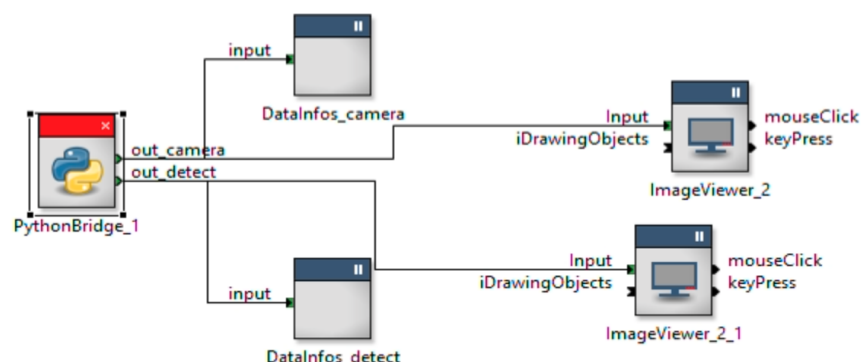 input
DataInfos_camera
out_camera
out_detect
PythonBridge_1
Input
iDrawingObjects
mouseClick
keyPress
ImageViewer_2
input
DataInfos_detect
Input
iDrawingObjects
mouseClick
keyPress
ImageViewer_2_1